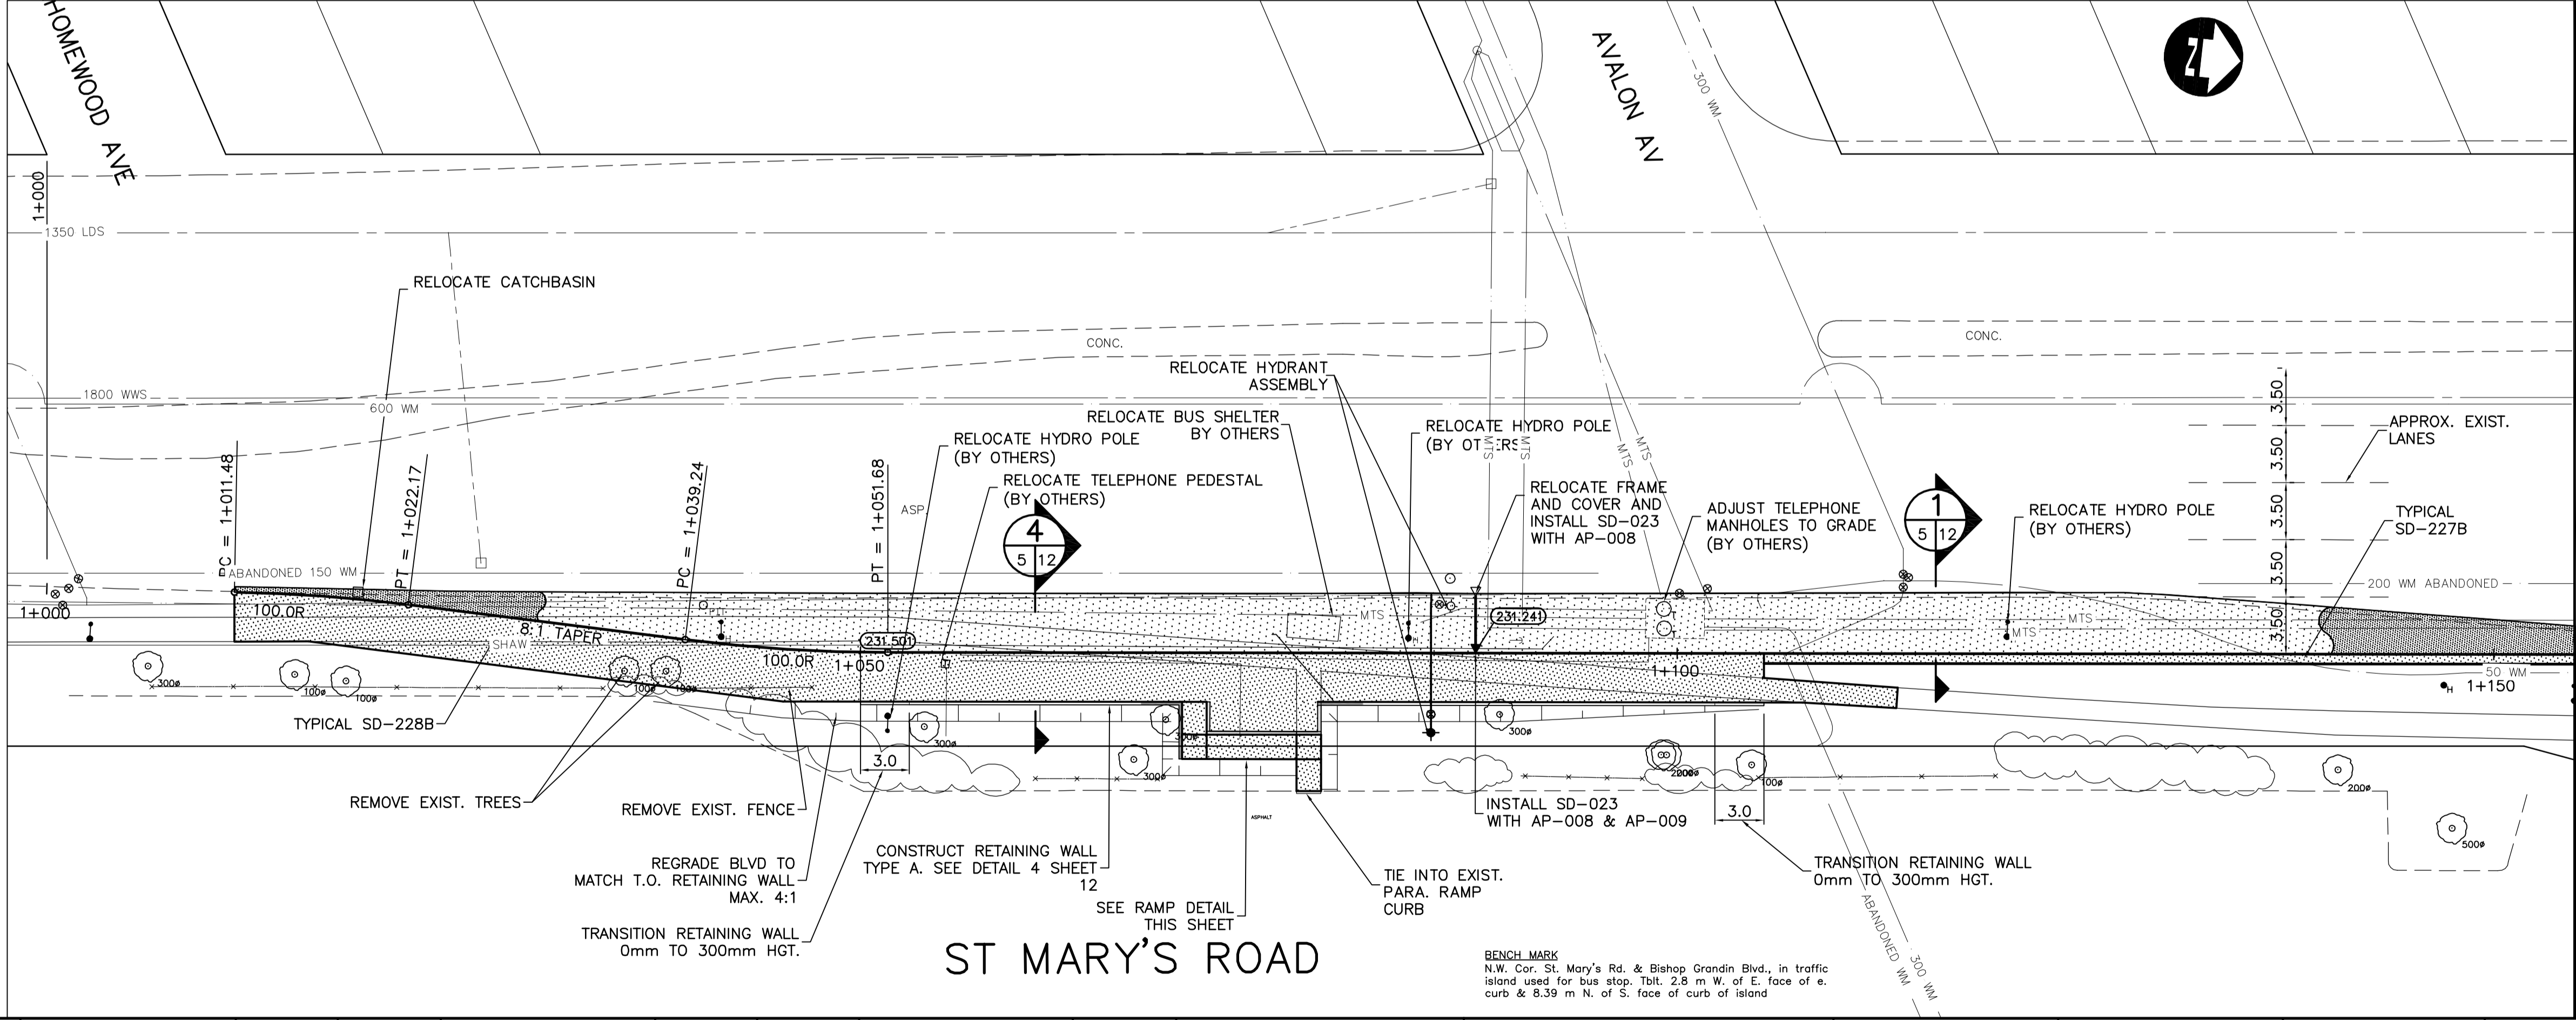 HOMEWOOD AVE
AVALON AV
300 WM
N
1+000
1350 LDS
RELOCATE CATCHBASIN
CONC.
CONC.
1800 WWS
600 WM
RELOCATE HYDRANT
ASSEMBLY
RELOCATE BUS SHELTER
BY OTHERS
RELOCATE HYDRO POLE
(BY OTHERS)
RELOCATE TELEPHONE PEDESTAL
(BY OTHERS)
RELOCATE HYDRO POLE
(BY OTHERS
MTS
MTS
MTS
MTS
RELOCATE FRAME
AND COVER AND
INSTALL SD-023
WITH AP-008
ADJUST TELEPHONE
MANHOLES TO GRADE
(BY OTHERS)
RELOCATE HYDRO POLE
(BY OTHERS)
3.50
3.50
3.50
3.50
3.50
APPROX. EXIST.
LANES
TYPICAL
SD-227B
PC = 1+011.48
PT = 1+022.17
PC = 1+039.24
PT = 1+051.68
ASP.
4
5 12
1
5 12
ABANDONED 150 WM
200 WM ABANDONED
1+000
100.0R
8:1 TAPER
SHAW
100.0R
1+050
231.501
MTS
231.241
1+100
MTS
MTS
50 WM
H
1+150
300ø
100ø
100ø
100ø
100ø
300ø
300ø
300ø
300ø
200ø
100ø
200ø
500ø
TYPICAL SD-228B
3.0
3.0
REMOVE EXIST. TREES
REMOVE EXIST. FENCE
REGRADE BLVD TO
MATCH T.O. RETAINING WALL
MAX. 4:1
TRANSITION RETAINING WALL
0mm TO 300mm HGT.
CONSTRUCT RETAINING WALL
TYPE A. SEE DETAIL 4 SHEET
12
SEE RAMP DETAIL
THIS SHEET
ASPHALT
TIE INTO EXIST.
PARA. RAMP
CURB
INSTALL SD-023
WITH AP-008 & AP-009
TRANSITION RETAINING WALL
0mm TO 300mm HGT.
ABANDONED WM
300 WM
ST MARY'S ROAD
BENCH MARK
N.W. Cor. St. Mary's Rd. & Bishop Grandin Blvd., in traffic
island used for bus stop. Tblt. 2.8 m W. of E. face of e.
curb & 8.39 m N. of S. face of curb of island